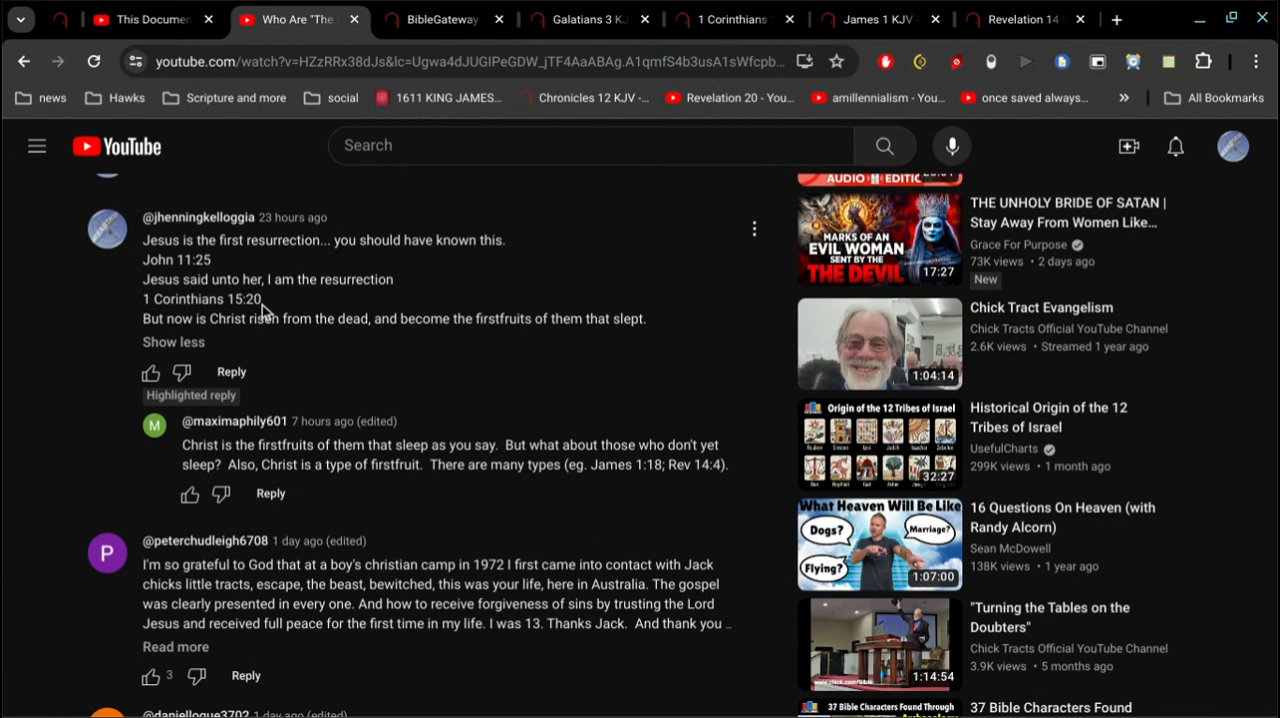 This Documen
Who Are "The
BibleGateway
Galatians 3 KJ
1 Corinthians
James 1 KJV
Revelation 14
youtube.com/watch?v=HZzRRx38dJs&lc=Ugwa4dJUGIPeGDW_jTF4AaABAg.A1qmfS4b3usA1sWfcpb...
news
Hawks
Scripture and more
social
1611 KING JAMES...
Chronicles 12 KJV -...
Revelation 20 - You...
amillennialism - You...
once saved always...
All Bookmarks
YouTube
Search
@jhenningkelloggia 23 hours ago
Jesus is the first resurrection... you should have known this.
John 11:25
Jesus said unto her, I am the resurrection
1 Corinthians 15:20
But now is Christ risen from the dead, and become the firstfruits of them that slept.
Show less
Reply
Highlighted reply
M
@maximaphily601 7 hours ago (edited)
Christ is the firstfruits of them that sleep as you say. But what about those who don't yet
sleep? Also, Christ is a type of firstfruit. There are many types (eg. James 1:18; Rev 14:4).
Reply
P
@peterchudleigh6708 1 day ago (edited)
I'm so grateful to God that at a boy's christian camp in 1972 I first came into contact with Jack
chicks little tracts, escape, the beast, bewitched, this was your life, here in Australia. The gospel
was clearly presented in every one. And how to receive forgiveness of sins by trusting the Lord
Jesus and received full peace for the first time in my life. I was 13. Thanks Jack. And thank you ...
Read more
3
Reply
@danielloque3702 1 day ago (edited)
AUDIO EDITIC
MARKS OF AN
EVIL WOMAN
SENT BY THE
THE DEVIL
17:27
THE UNHOLY BRIDE OF SATAN |
Stay Away From Women Like...
Grace For Purpose
73K views • 2 days ago
New
1:04:14
Chick Tract Evangelism
Chick Tracts Official YouTube Channel
2.6K views • Streamed 1 year ago
Origin of the 12 Tribes of Israel
32:27
Historical Origin of the 12
Tribes of Israel
UsefulCharts
299K views • 1 month ago
What Heaven Will Be Like
Dogs?
Marriage?
Flying?
1:07:00
16 Questions On Heaven (with
Randy Alcorn)
Sean McDowell
138K views • 1 year ago
www.chick.com/Bible
1:14:54
"Turning the Tables on the
Doubters"
Chick Tracts Official YouTube Channel
3.9K views • 5 months ago
37 Bible Characters Found Through
37 Bible Characters Found